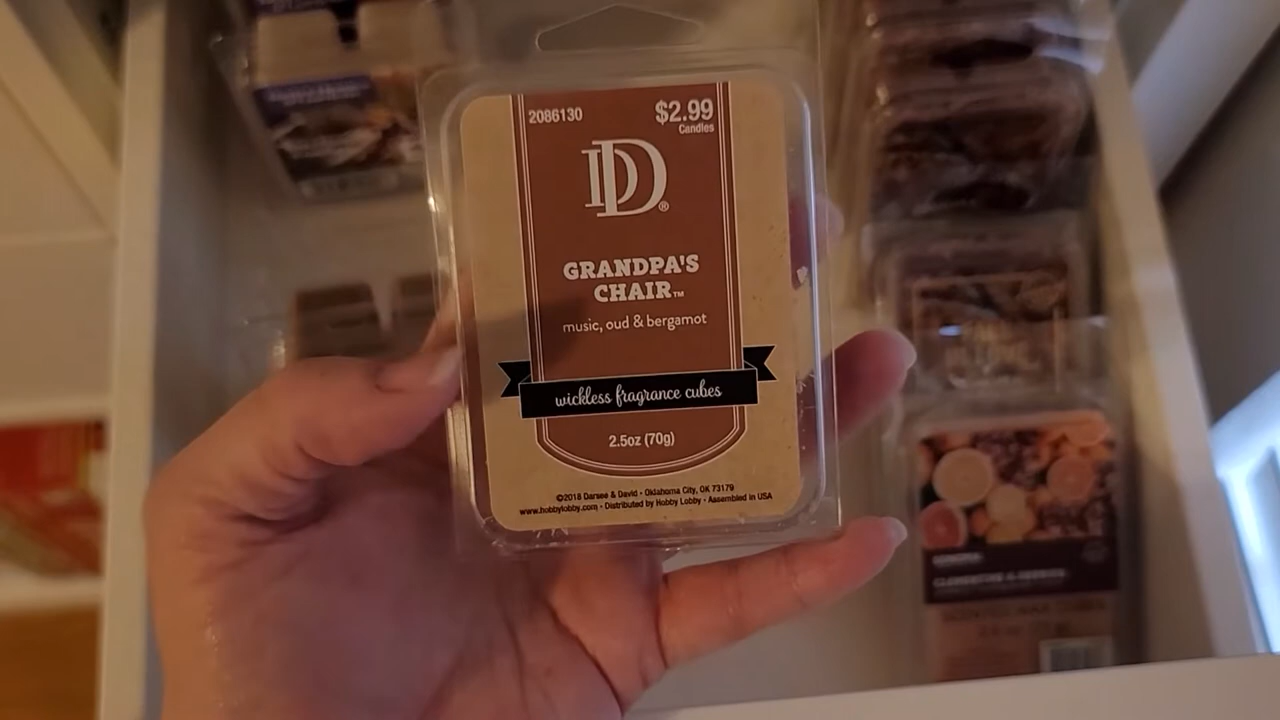 2086130
$2.99
Candles
DD®
GRANDPA'S
CHAIR™
music, oud & bergamot
wickless fragrance cubes
2.5oz (70g)
©2018 Darsee & David • Oklahoma City, OK 73179
www.hobbylobby.com • Distributed by Hobby Lobby • Assembled in USA